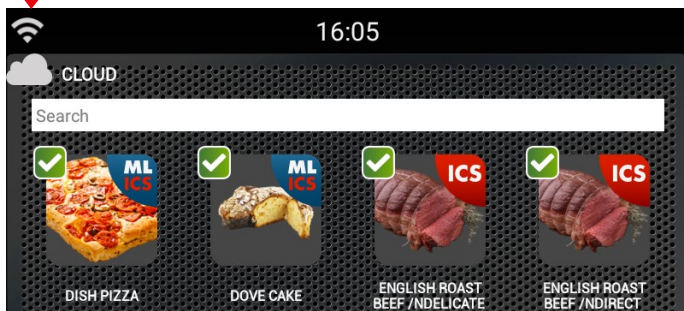 16:05
CLOUD
Search
ML
ICS
ML
ICS
ICS
ICS
DISH PIZZA
DOVE CAKE
ENGLISH ROAST
BEEF /NDELICATE
ENGLISH ROAST
BEEF /NDIRECT